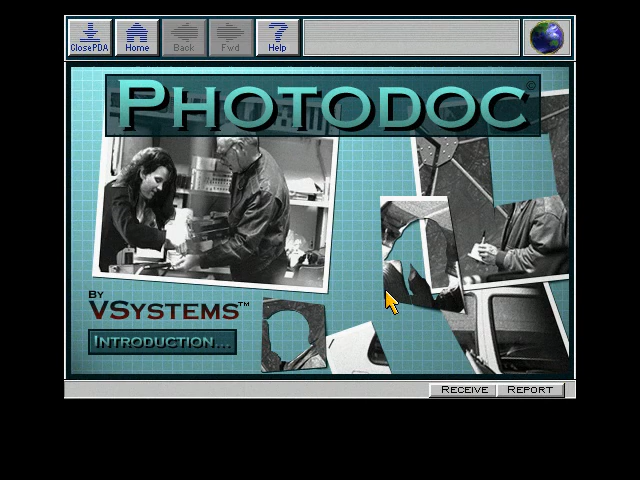 ClosePDA Home Back Fwd Help
PHOTODOC©
BY
VSYSTEMS™
INTRODUCTION...
RECEIVE REPORT